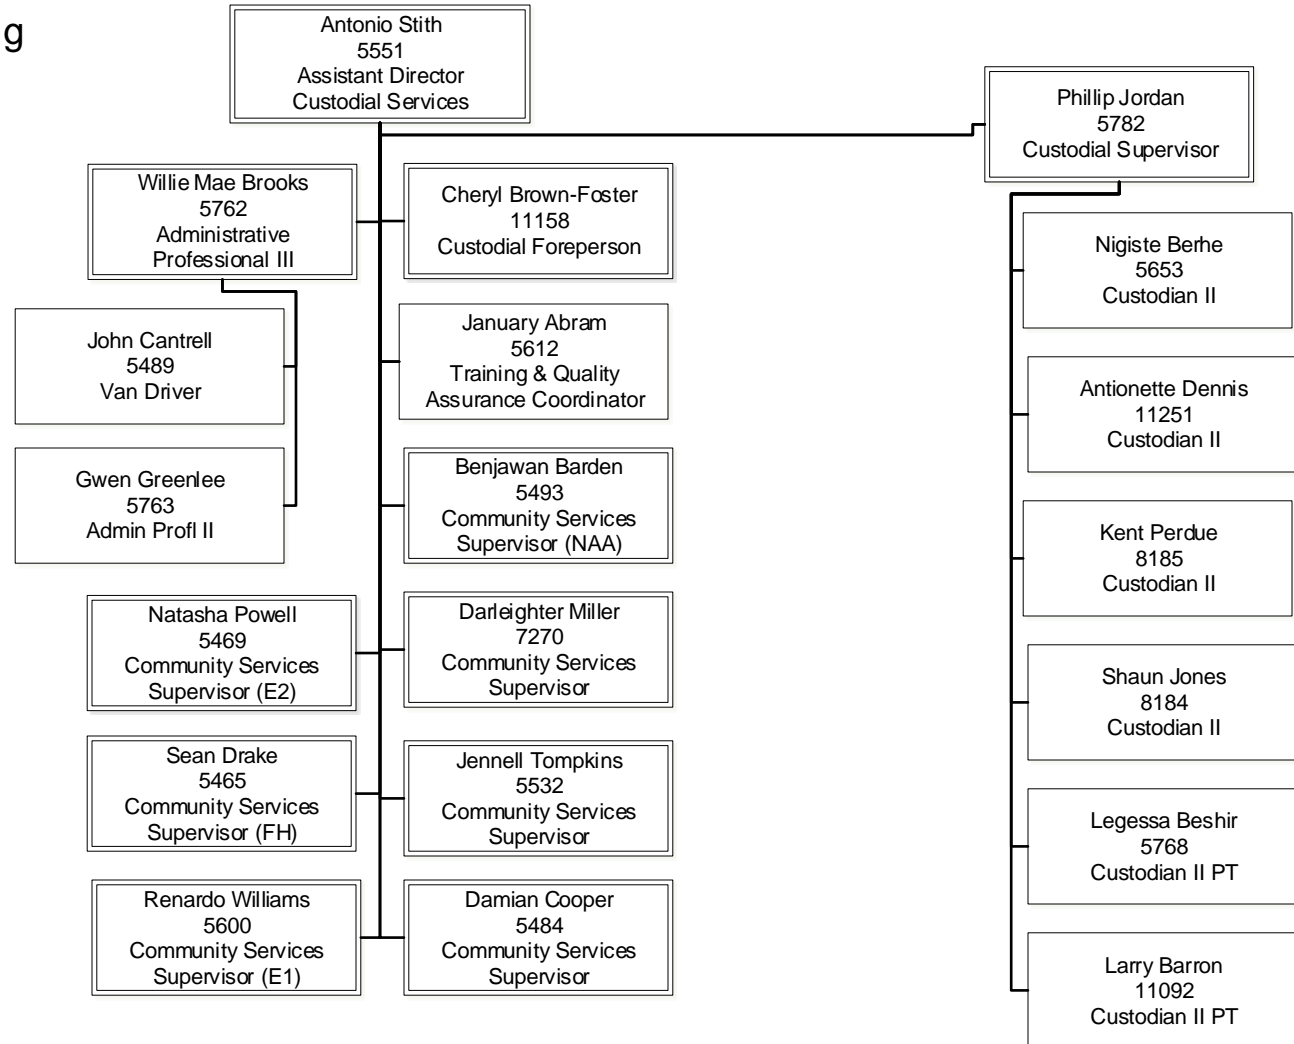 g
Antonio Stith
5551
Assistant Director
Custodial Services
Phillip Jordan
5782
Custodial Supervisor
Willie Mae Brooks
5762
Administrative
Professional III
Cheryl Brown-Foster
11158
Custodial Foreperson
John Cantrell
5489
Van Driver
January Abram
5612
Training & Quality
Assurance Coordinator
Gwen Greenlee
5763
Admin Profl II
Benjawan Barden
5493
Community Services
Supervisor (NAA)
Natasha Powell
5469
Community Services
Supervisor (E2)
Darleighter Miller
7270
Community Services
Supervisor
Sean Drake
5465
Community Services
Supervisor (FH)
Jennell Tompkins
5532
Community Services
Supervisor
Renardo Williams
5600
Community Services
Supervisor (E1)
Damian Cooper
5484
Community Services
Supervisor
Nigiste Berhe
5653
Custodian II
Antionette Dennis
11251
Custodian II
Kent Perdue
8185
Custodian II
Shaun Jones
8184
Custodian II
Legessa Beshir
5768
Custodian II PT
Larry Barron
11092
Custodian II PT